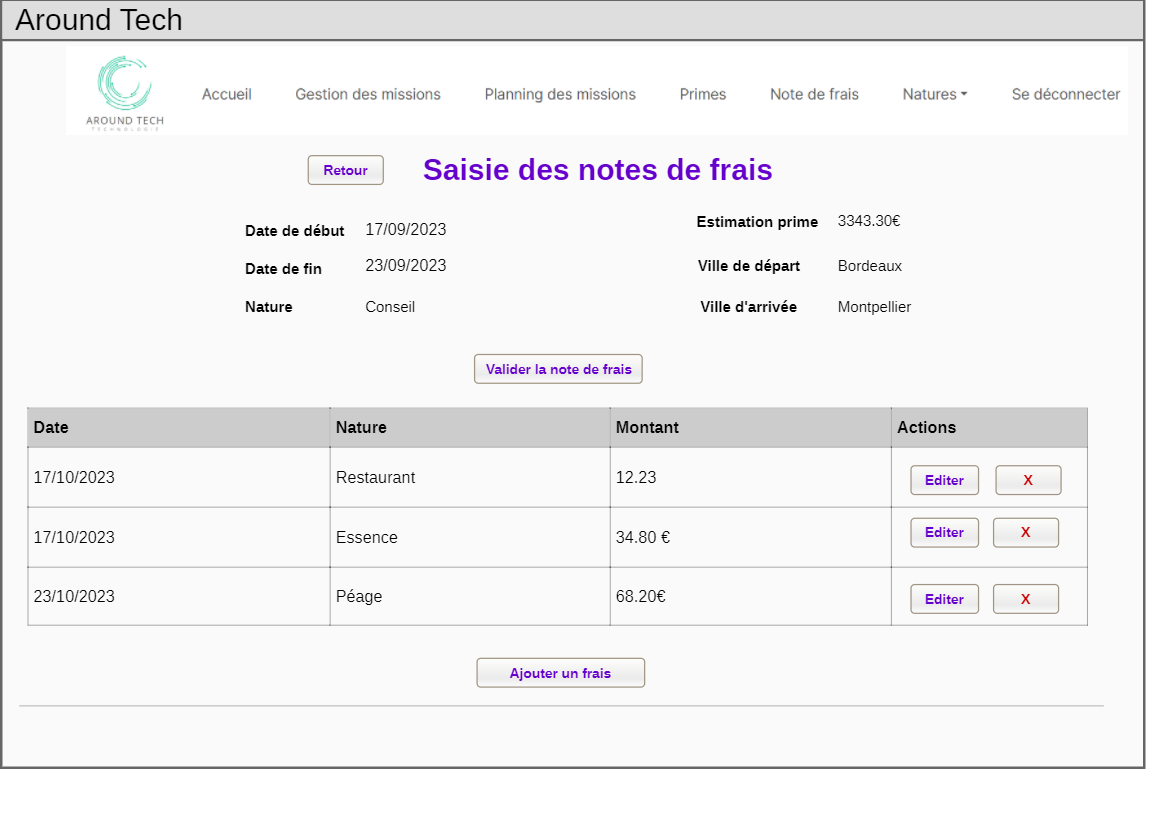 Around Tech
AROUND TECH
TECHNOLOGIE
Accueil Gestion des missions Planning des missions Primes Note de frais Natures Se déconnecter
Retour Saisie des notes de frais
Date de début 17/09/2023 Estimation prime 3343.30€
Date de fin 23/09/2023 Ville de départ Bordeaux
Nature Conseil Ville d'arrivée Montpellier
Valider la note de frais
Date Nature Montant Actions
17/10/2023 Restaurant 12.23 Editer X
17/10/2023 Essence 34.80 € Editer X
23/10/2023 Péage 68.20€ Editer X
Ajouter un frais